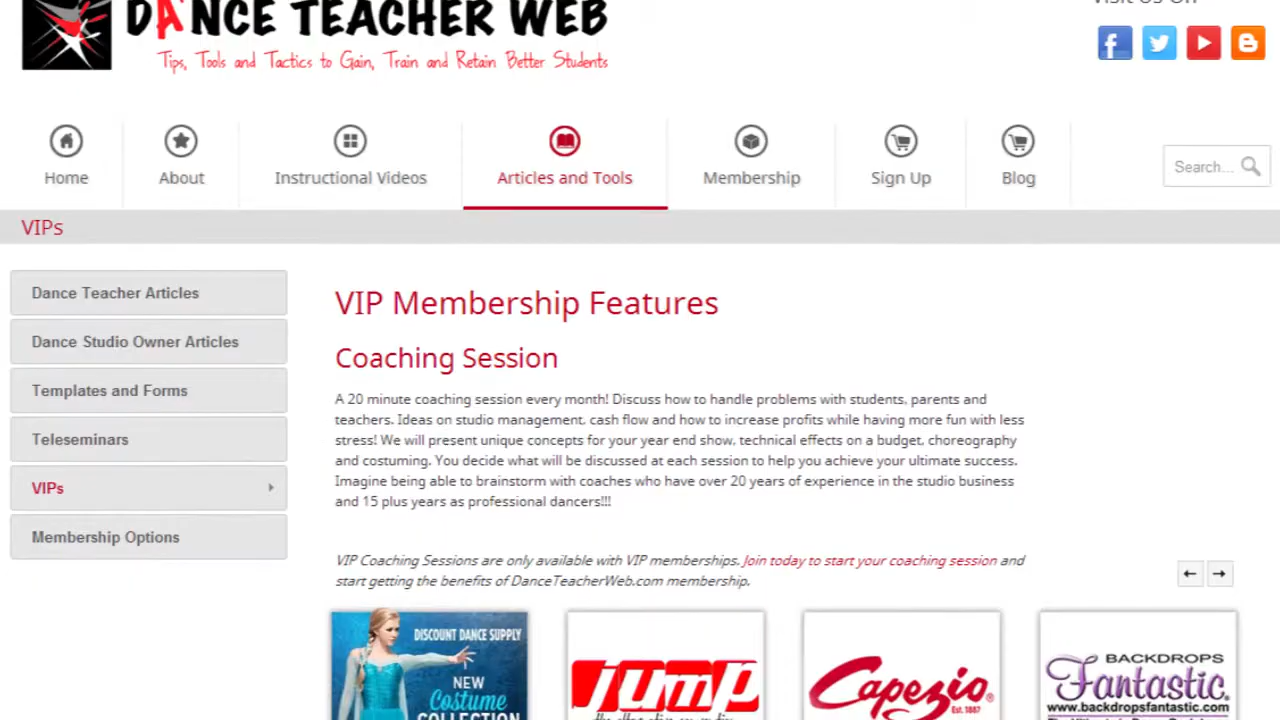 Visit Us On
DANCE TEACHER WEB
Tips, Tools and Tactics to Gain, Train and Retain Better Students
Home
About
Instructional Videos
Articles and Tools
Membership
Sign Up
Blog
Search...
VIPs
Dance Teacher Articles
Dance Studio Owner Articles
Templates and Forms
Teleseminars
VIPs
Membership Options
VIP Membership Features
Coaching Session
A 20 minute coaching session every month! Discuss how to handle problems with students, parents and
teachers. Ideas on studio management, cash flow and how to increase profits while having more fun with less
stress! We will present unique concepts for your year end show, technical effects on a budget, choreography
and costuming. You decide what will be discussed at each session to help you achieve your ultimate success.
Imagine being able to brainstorm with coaches who have over 20 years of experience in the studio business
and 15 plus years as professional dancers!!!
VIP Coaching Sessions are only available with VIP memberships. Join today to start your coaching session and
start getting the benefits of DanceTeacherWeb.com membership.
DISCOUNT DANCE SUPPLY
NEW
Costume
COLLECTION
jump
Capezio®
Est. 1887
BACKDROPS
Fantastic
www.backdropsfantastic.com